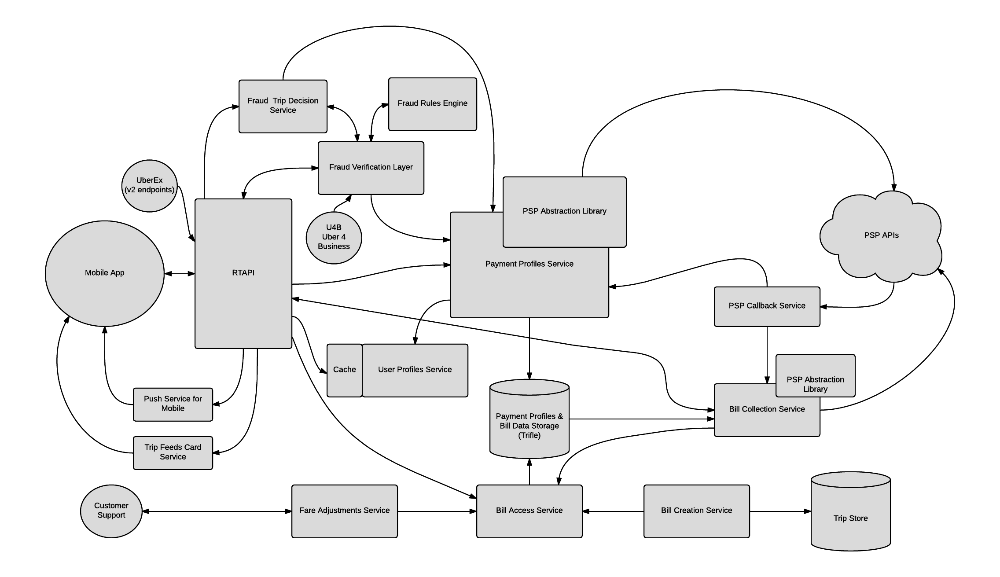 Fraud  Trip Decision
Service
Fraud Rules Engine
Fraud Verification Layer
UberEx
(v2 endpoints)
PSP Abstraction Library
U4B
Uber 4
Business
PSP APIs
Mobile App
RTAPI
Payment Profiles Service
PSP Callback Service
Cache
User Profiles Service
PSP Abstraction
Library
Push Service for
Mobile
Bill Collection Service
Payment Profiles &
Bill Data Storage
(Trifle)
Trip Feeds Card
Service
Customer
Support
Fare Adjustments Service
Bill Access Service
Bill Creation Service
Trip Store